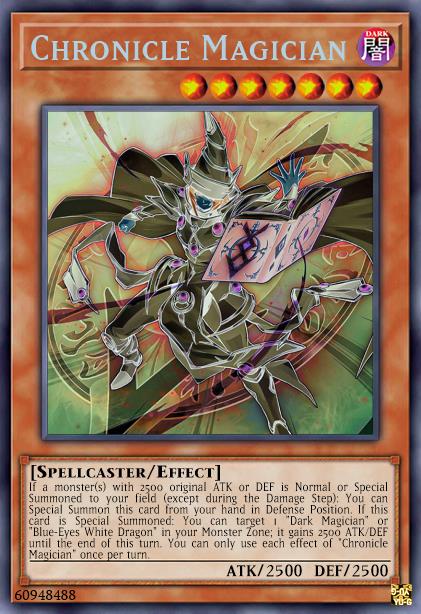 CHRONICLE MAGICIAN
DARK
闇
[SPELLCASTER/EFFECT]
If a monster(s) with 2500 original ATK or DEF is Normal or Special
Summoned to your field (except during the Damage Step): You can
Special Summon this card from your hand in Defense Position. If this
card is Special Summoned: You can target 1 "Dark Magician" or
"Blue-Eyes White Dragon" in your Monster Zone; it gains 2500 ATK/DEF
until the end of this turn. You can only use each effect of "Chronicle
Magician" once per turn.
ATK/2500 DEF/2500
60948488